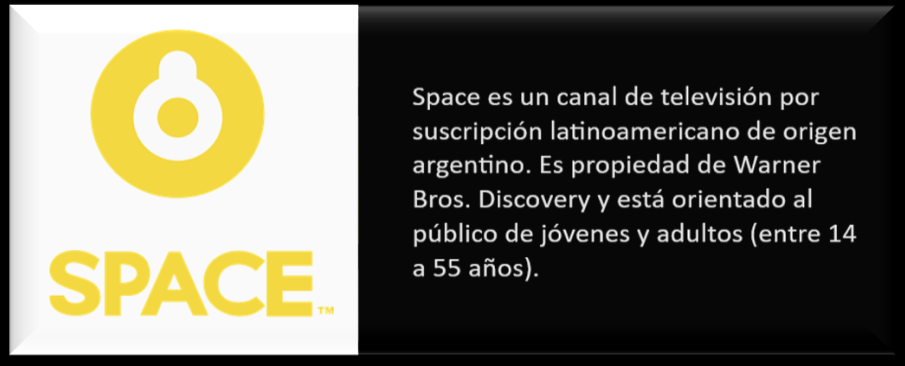 SPACE™
Space es un canal de televisión por
suscripción latinoamericano de origen
argentino. Es propiedad de Warner
Bros. Discovery y está orientado al
público de jóvenes y adultos (entre 14
a 55 años).